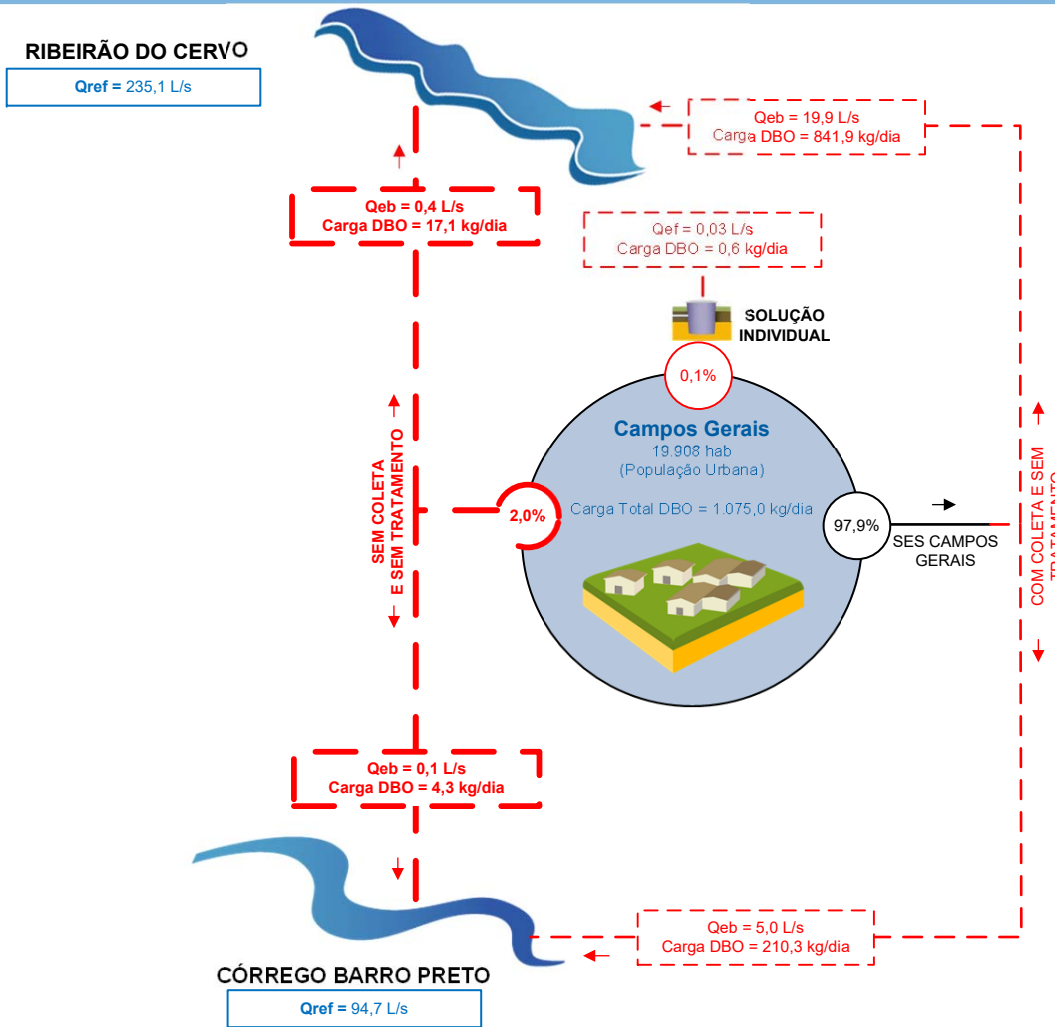 RIBEIRÃO DO CERVO
Qref = 235,1 L/s
Qeb = 19,9 L/s
Carga DBO = 841,9 kg/dia
Qeb = 0,4 L/s
Carga DBO = 17,1 kg/dia
Qef = 0,03 L/s
Carga DBO = 0,6 kg/dia
SOLUÇÃO
INDIVIDUAL
0,1%
Campos Gerais
19.908 hab
(População Urbana)
Carga Total DBO = 1.075,0 kg/dia
2,0%
97,9%
SES CAMPOS
GERAIS
SEM COLETA
E SEM TRATAMENTO
COM COLETA E SEM
TRATAMENTO
Qeb = 0,1 L/s
Carga DBO = 4,3 kg/dia
Qeb = 5,0 L/s
Carga DBO = 210,3 kg/dia
CÓRREGO BARRO PRETO
Qref = 94,7 L/s